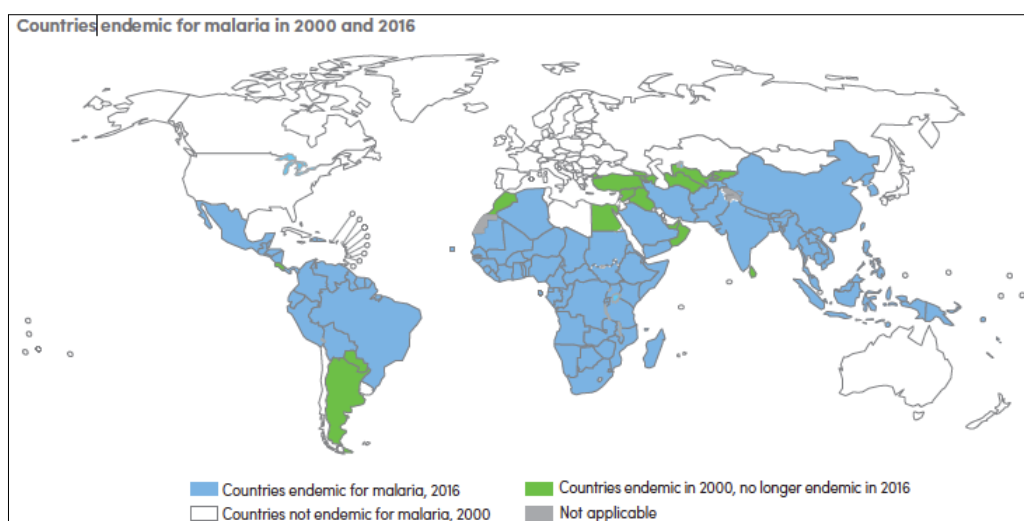 Countries endemic for malaria in 2000 and 2016
Countries endemic for malaria, 2016
Countries endemic in 2000, no longer endemic in 2016
Countries not endemic for malaria, 2000
Not applicable